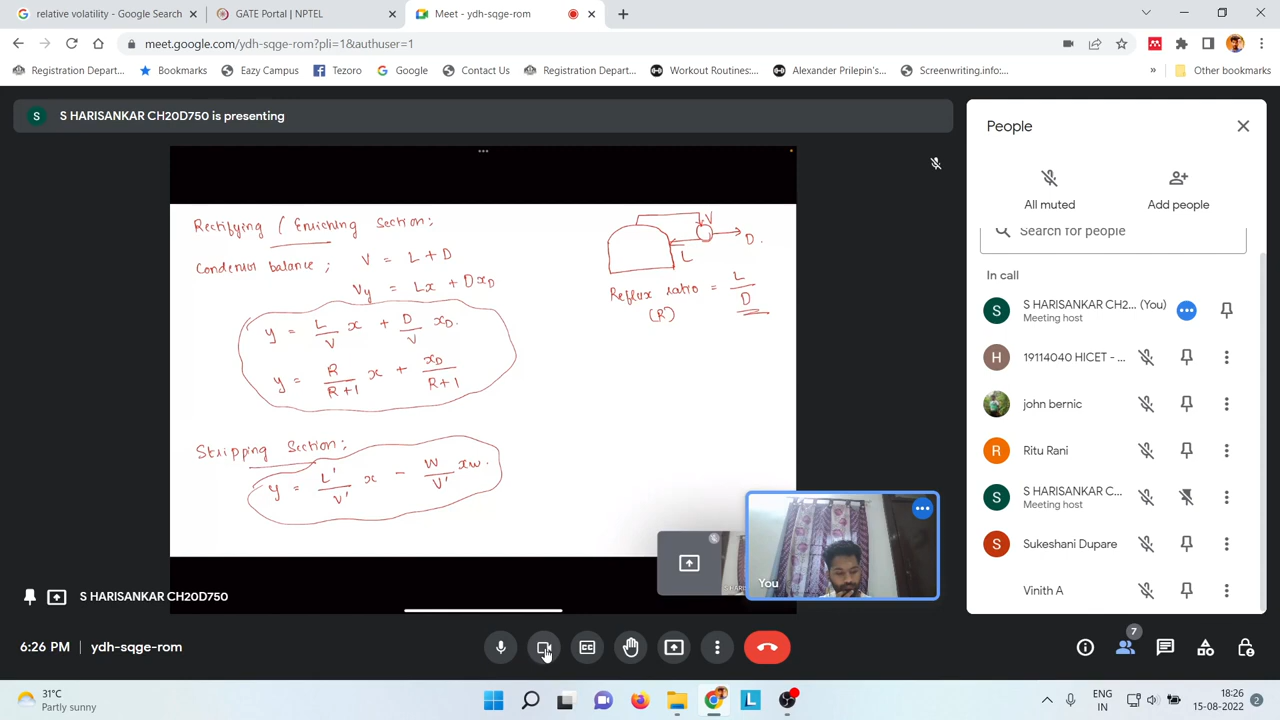 relative volatility - Google Search
GATE Portal | NPTEL
Meet - ydh-sqge-rom
meet.google.com/ydh-sqge-rom?pli=1&authuser=1
Registration Depart...
Bookmarks
Eazy Campus
Tezoro
Google
Contact Us
Registration Depart...
Workout Routines:...
Alexander Prilepin's...
Screenwriting.info:...
»
Other bookmarks
S
S HARISANKAR CH20D750 is presenting
People
All muted
Add people
Search for people
In call
S
S HARISANKAR CH2... (You)
Meeting host
H
19114040 HICET - ...
john bernic
R
Ritu Rani
S
S HARISANKAR C...
Meeting host
S
Sukeshani Dupare
Vinith A
Rectifying / Enriching Section:
Condensor balance; V = L + D
Vy = Lx + DxD
y = L/V x + D/V xD.
y = R/R+1 x + xD/R+1
Stripping Section;
y = L'/V' x - W/V' xw.
V
D.
L
Reflux ratio = L/D
(R)
You
S HARISANKAR CH20D750
6:26 PM
ydh-sqge-rom
CC
7
31°C
Partly sunny
L
ENG
IN
18:26
15-08-2022
2